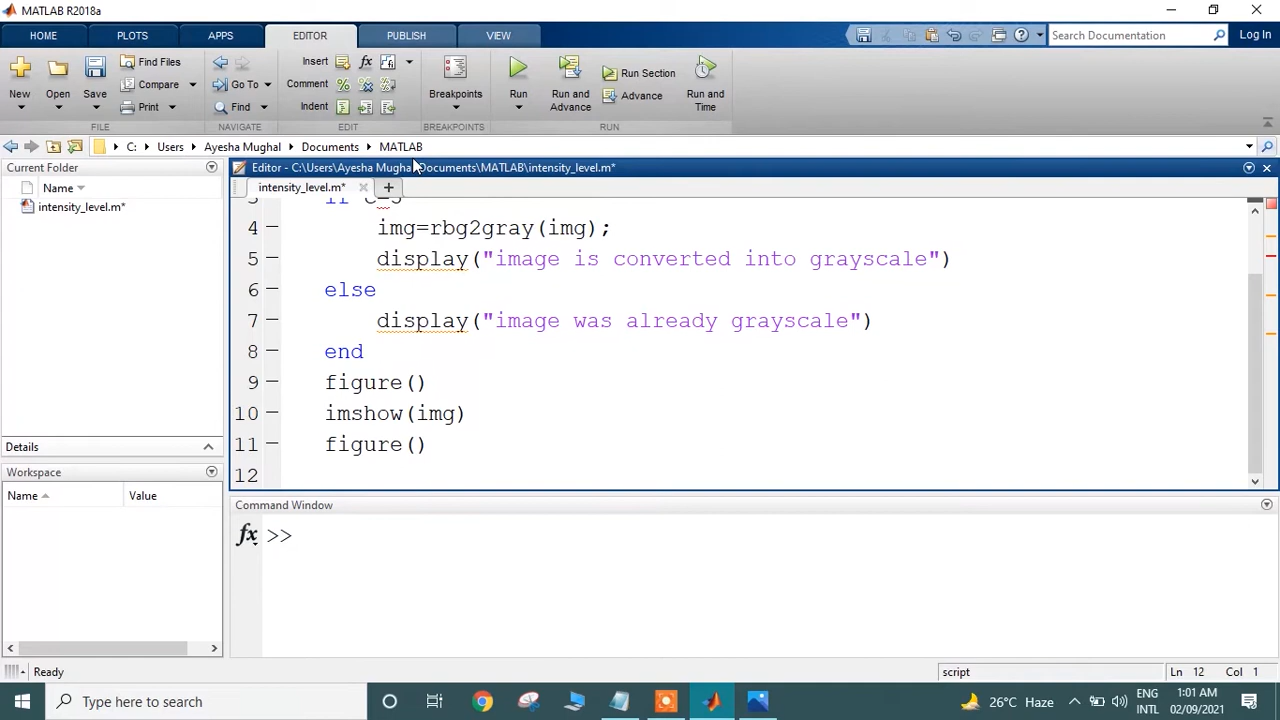 MATLAB R2018a
HOME PLOTS APPS EDITOR PUBLISH VIEW Search Documentation Log In
New Open Save Find Files Compare Print Go To Find Insert Comment Indent fx Breakpoints Run Run and Advance Run Section Advance Run and Time
FILE NAVIGATE EDIT BREAKPOINTS RUN
C: Users Ayesha Mughal Documents MATLAB
Current Folder
Name
intensity_level.m*
Details
Workspace
Name Value
Editor - C:\Users\Ayesha Mughal\Documents\MATLAB\intensity_level.m*
intensity_level.m* +
4 img=rbg2gray(img);
5 display("image is converted into grayscale")
6 else
7 display("image was already grayscale")
8 end
9 figure()
10 imshow(img)
11 figure()
12
Command Window
fx >>
Ready script Ln 12 Col 1
Type here to search 26°C Haze ENG INTL 1:01 AM 02/09/2021